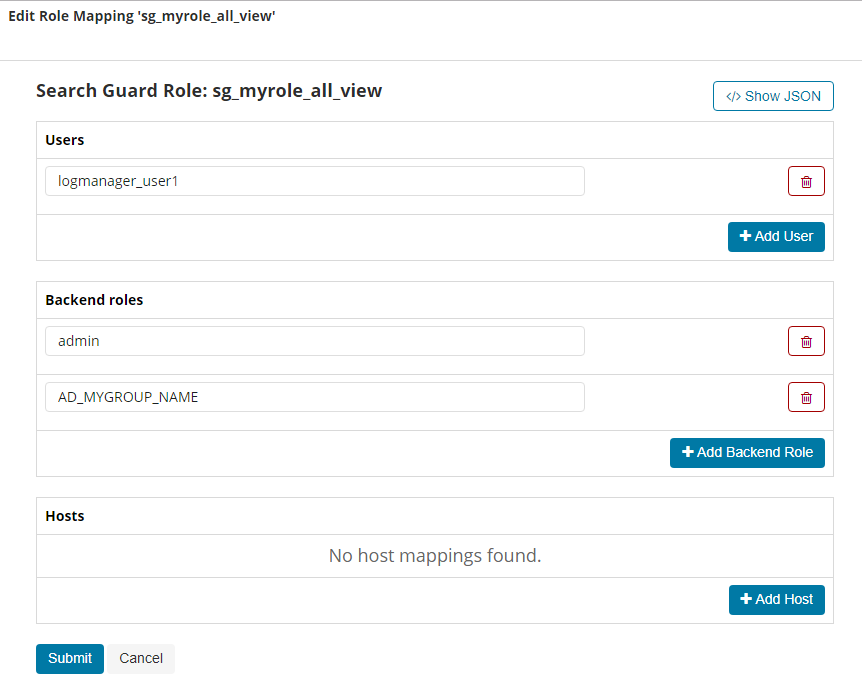 Edit Role Mapping 'sg_myrole_all_view'
Search Guard Role: sg_myrole_all_view
</> Show JSON
Users
logmanager_user1
+ Add User
Backend roles
admin
AD_MYGROUP_NAME
+ Add Backend Role
Hosts
No host mappings found.
+ Add Host
Submit Cancel